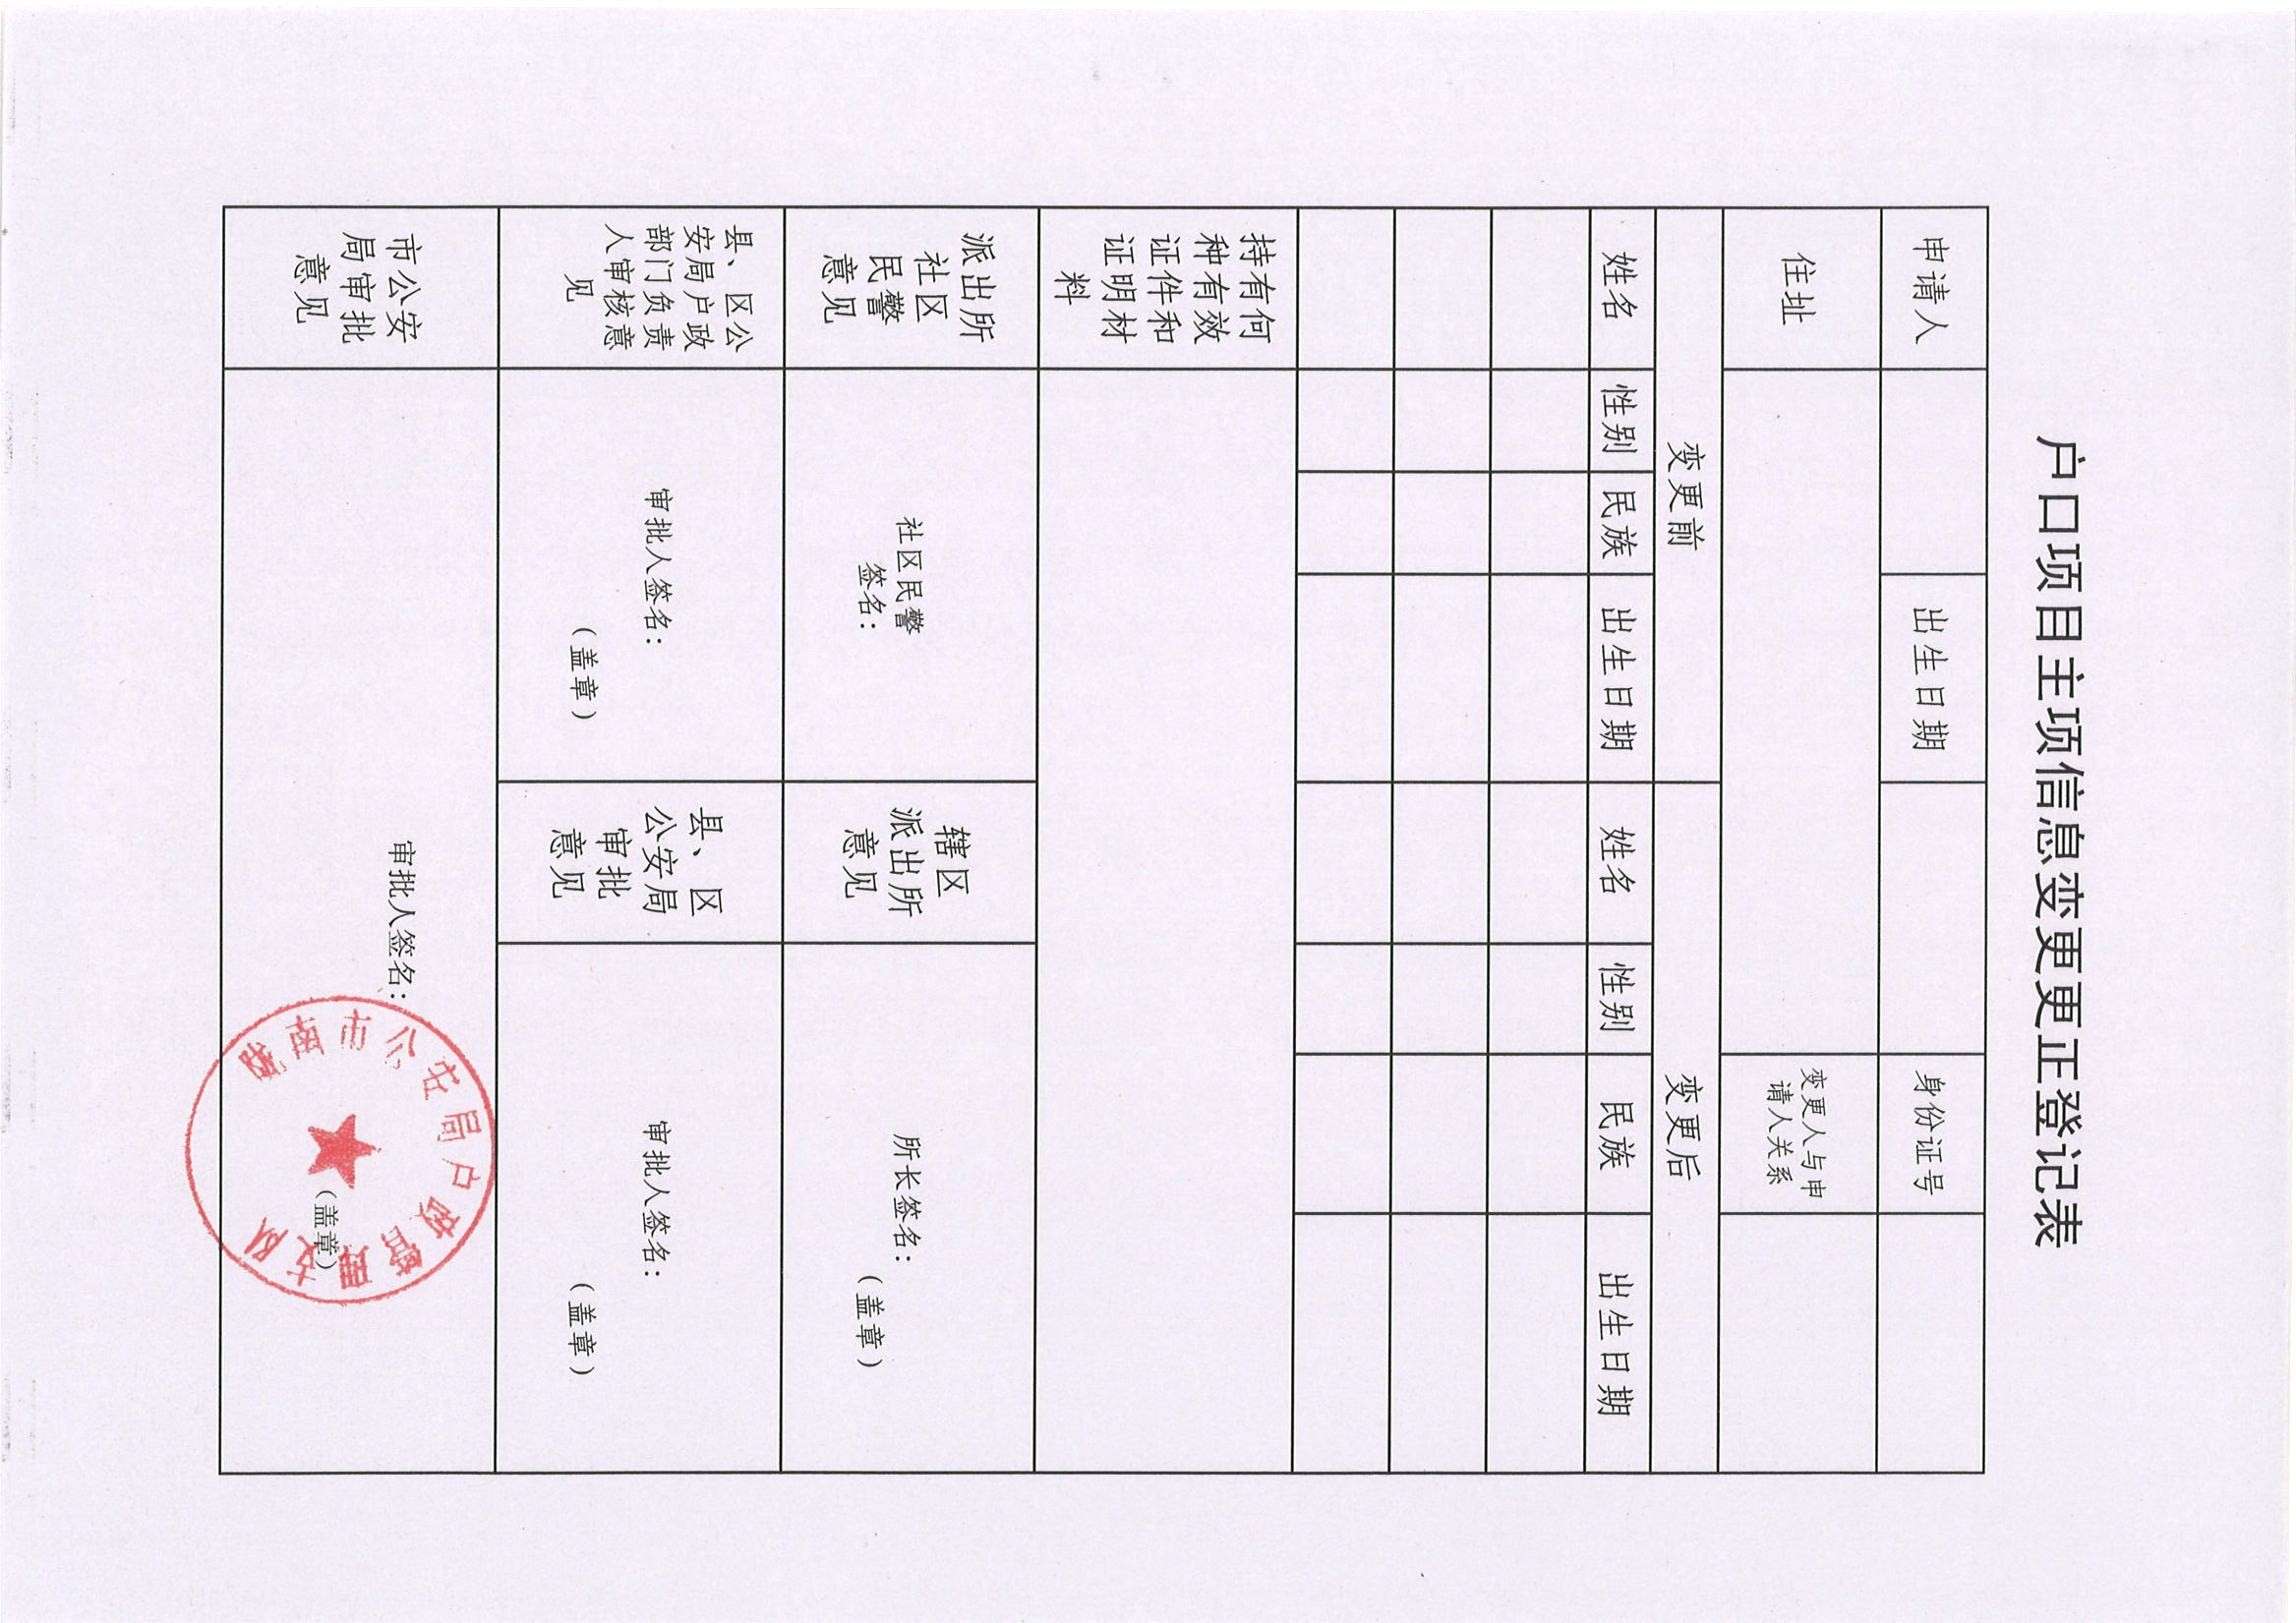 户口项目主项信息变更更正登记表
申请人 出生日期 身份证号
住址 变更人与申
请人关系
变更前 变更后
姓名 性别 民族 出生日期 姓名 性别 民族 出生日期
持有何
种有效
证件和
证明材
料
派出所
社区
民警
意见
社区民警
签名：
辖区
派出所
意见
所长签名：
（盖章）
县、区公
安局户政
部门负责
人审核意
见
审批人签名：
（盖章）
县、区
公安局
审批
意见
审批人签名：
（盖章）
市公安
局审批
意见
审批人签名：
（盖章）
南市公安局户政管理支队